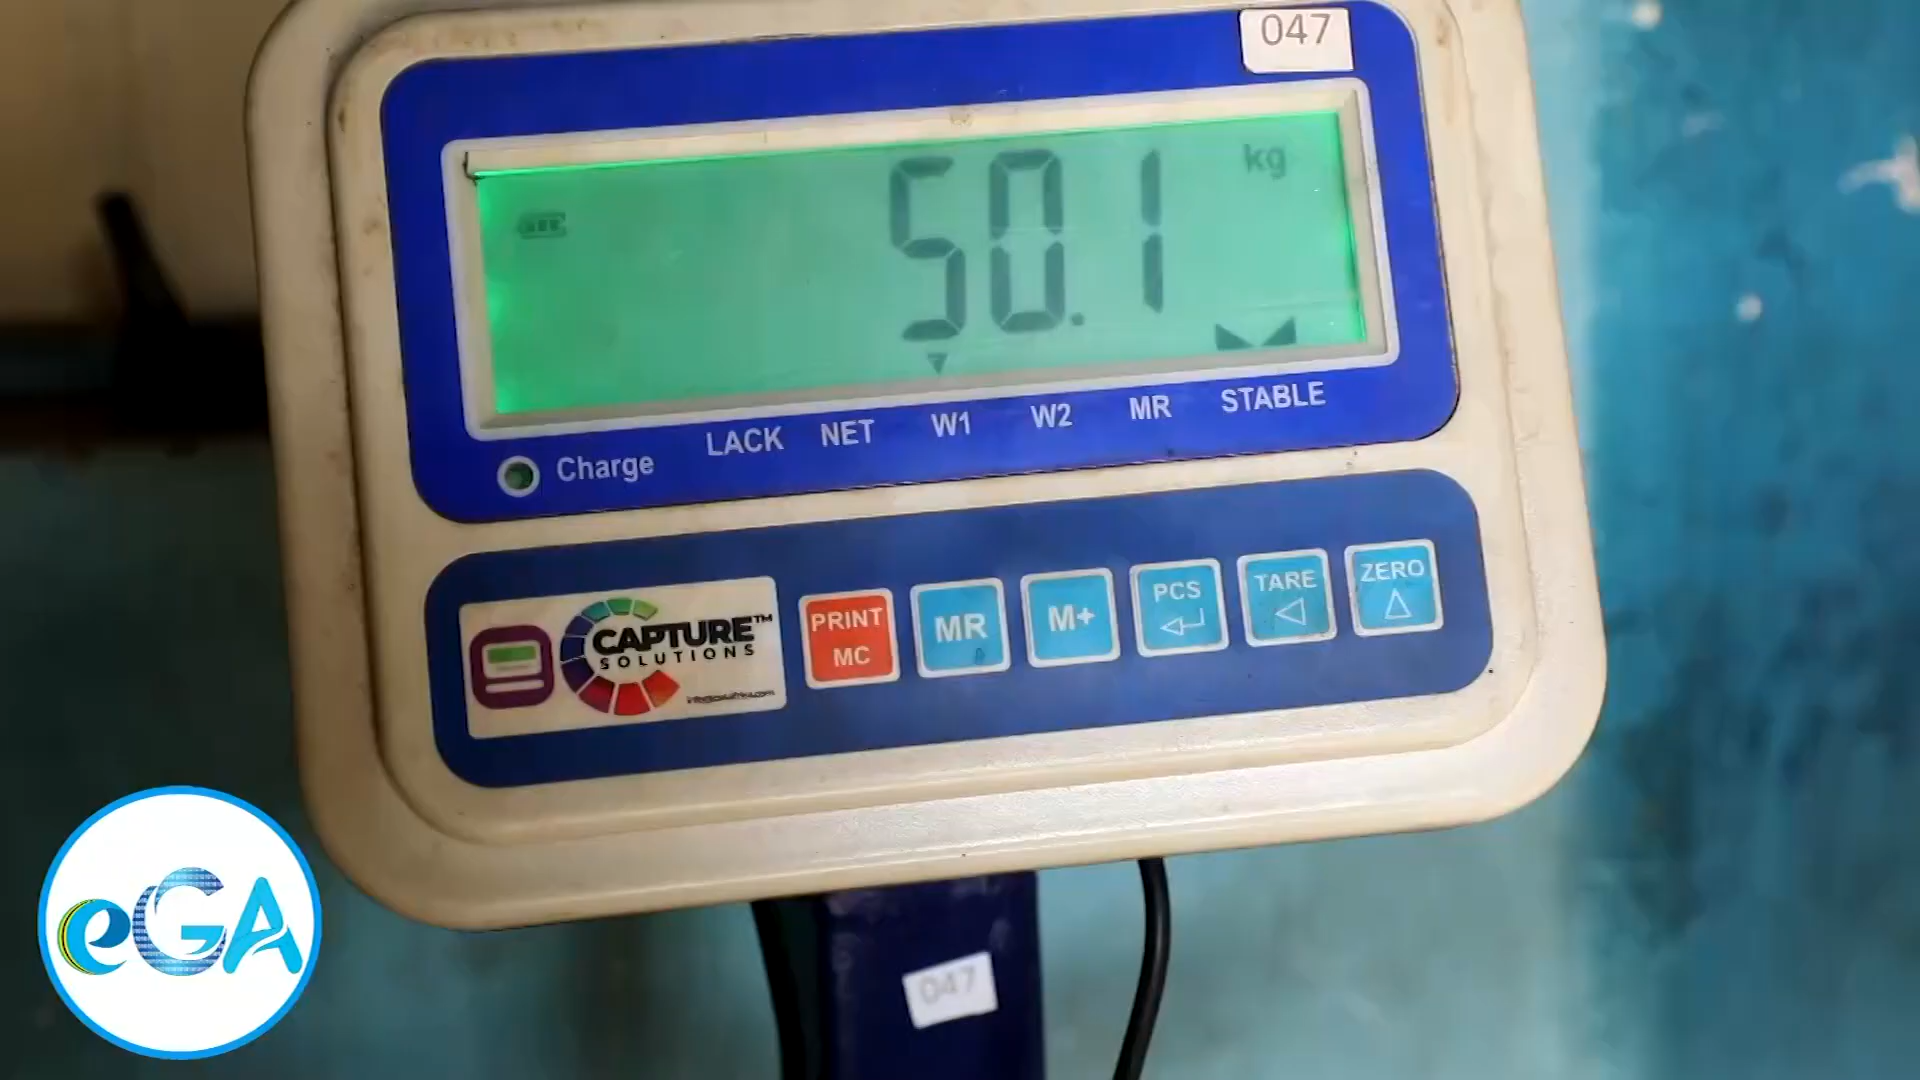 047
50.1 kg
LACK NET W1 W2 MR STABLE
Charge
CAPTURE™
SOLUTIONS
PRINT
MC
MR
M+
PCS
TARE
ZERO
eGA
047